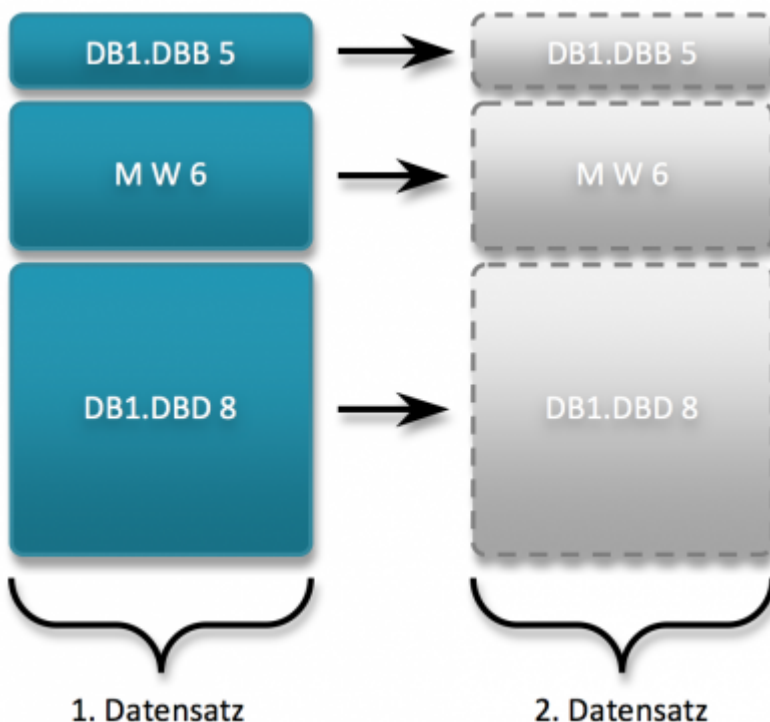 DB1.DBB 5
DB1.DBB 5
M W 6
M W 6
DB1.DBD 8
DB1.DBD 8
1. Datensatz
2. Datensatz